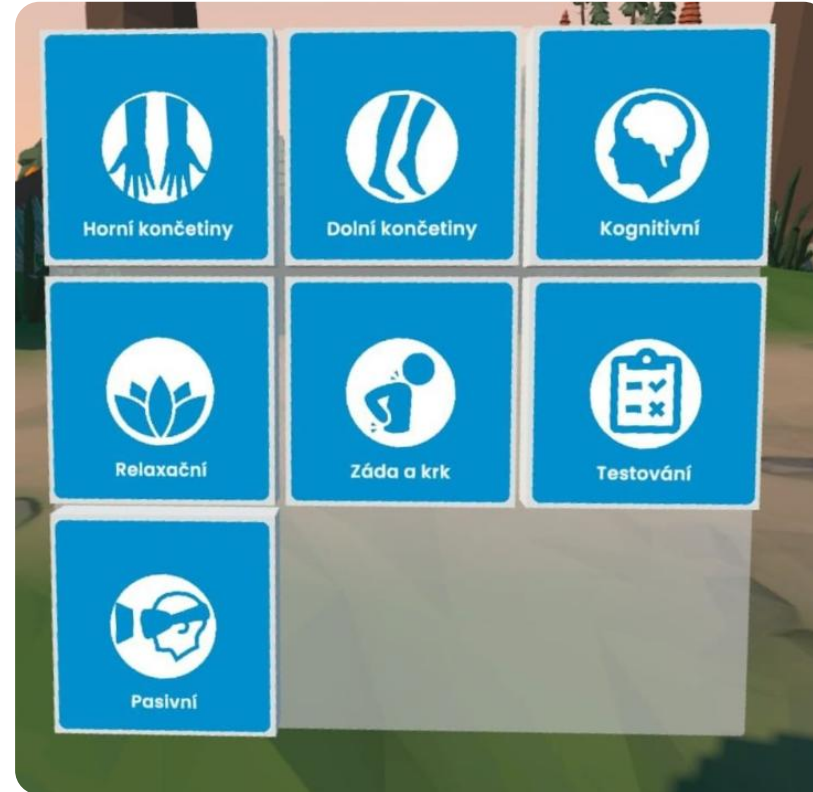 Horní končetiny
Dolní končetiny
Kognitivní
Relaxační
Záda a krk
Testování
Pasivní